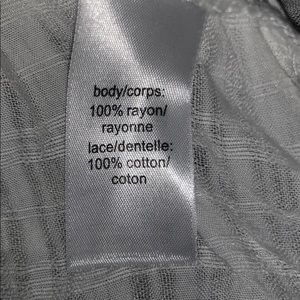 body/corps:
100% rayon/
rayonne
lace/dentelle:
100% cotton/
coton